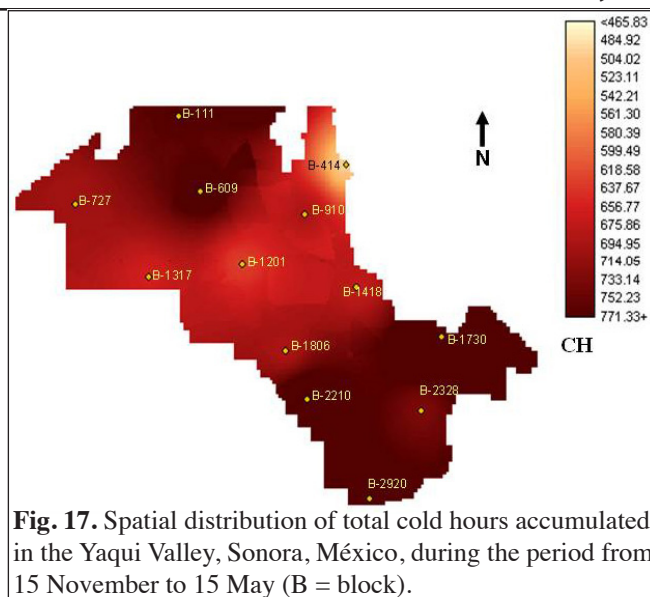 <465.83
484.92
504.02
523.11
542.21
561.30
580.39
599.49
618.58
637.67
656.77
675.86
694.95
714.05
733.14
752.23
771.33+
CH
N
B-111
B-414
B-609
B-727
B-910
B-1201
B-1317
B-1418
B-1730
B-1806
B-2210
B-2328
B-2920
Fig. 17. Spatial distribution of total cold hours accumulated
in the Yaqui Valley, Sonora, México, during the period from
15 November to 15 May (B = block).